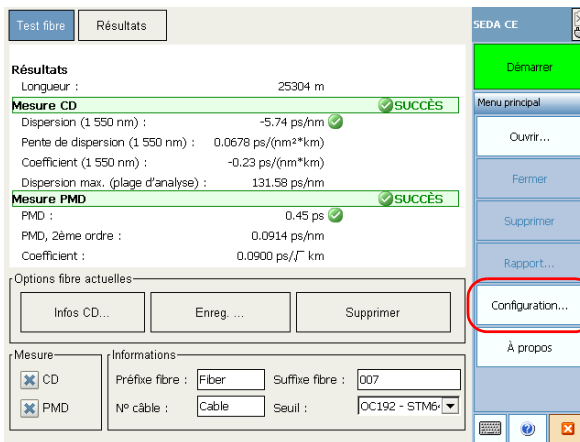 Test fibre Résultats
SEDA CE
Résultats
Longueur : 25304 m
Mesure CD SUCCÈS
Dispersion (1 550 nm) : -5.74 ps/nm
Pente de dispersion (1 550 nm) : 0.0678 ps/(nm²*km)
Coefficient (1 550 nm) : -0.23 ps/(nm*km)
Dispersion max. (plage d'analyse) : 131.58 ps/nm
Mesure PMD SUCCÈS
PMD : 0.45 ps
PMD, 2ème ordre : 0.0914 ps/nm
Coefficient : 0.0900 ps/√ km
Options fibre actuelles
Infos CD... Enreg. ... Supprimer
Mesure
CD
PMD
Informations
Préfixe fibre : Fiber Suffixe fibre : 007
Nº câble : Cable Seuil : OC192 - STM6
Démarrer
Menu principal
Ouvrir...
Fermer
Supprimer
Rapport...
Configuration...
À propos